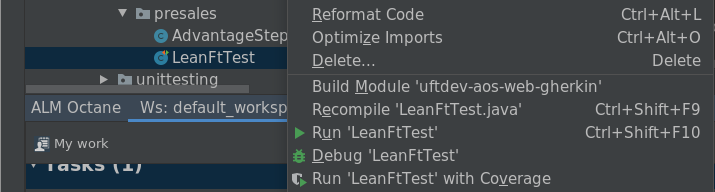 presales
AdvantageStep
LeanFtTest
unittesting
ALM Octane Ws: default_worksp
My work
Tasks (1)
Reformat Code Ctrl+Alt+L
Optimize Imports Ctrl+Alt+O
Delete... Delete
Build Module 'uftdev-aos-web-gherkin'
Recompile 'LeanFtTest.java' Ctrl+Shift+F9
Run 'LeanFtTest' Ctrl+Shift+F10
Debug 'LeanFtTest'
Run 'LeanFtTest' with Coverage